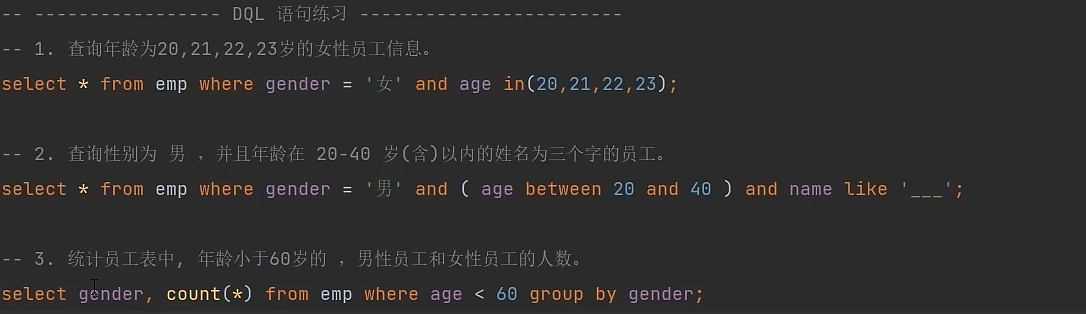 -- ----------------- DQL 语句练习 ------------------------
-- 1. 查询年龄为20,21,22,23岁的女性员工信息。
select * from emp where gender = '女' and age in(20,21,22,23);
-- 2. 查询性别为 男 ，并且年龄在 20-40 岁(含)以内的姓名为三个字的员工。
select * from emp where gender = '男' and ( age between 20 and 40 ) and name like '___';
-- 3. 统计员工表中, 年龄小于60岁的 ，男性员工和女性员工的人数。
select gender, count(*) from emp where age < 60 group by gender;